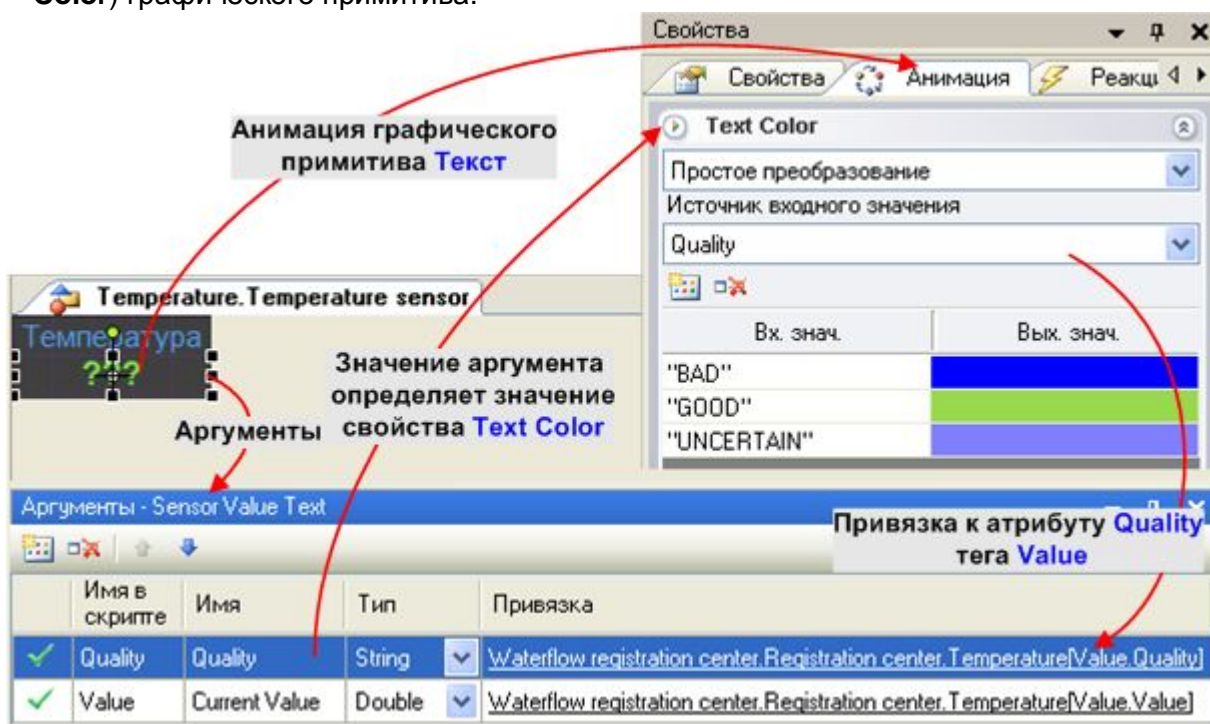 Color) графического примитива.
Свойства
Свойства Анимация Реакци
Text Color
Простое преобразование
Источник входного значения
Quality
Вх. знач. Вых. знач.
"BAD"
"GOOD"
"UNCERTAIN"
Анимация графического
примитива Текст
Temperature.Temperature sensor
Температура
???
Аргументы
Значение аргумента
определяет значение
свойства Text Color
Аргументы - Sensor Value Text
Привязка к атрибуту Quality
тега Value
Имя в скрипте Имя Тип Привязка
Quality Quality String Waterflow registration center.Registration center.Temperature[Value.Quality]
Value Current Value Double Waterflow registration center.Registration center.Temperature[Value.Value]